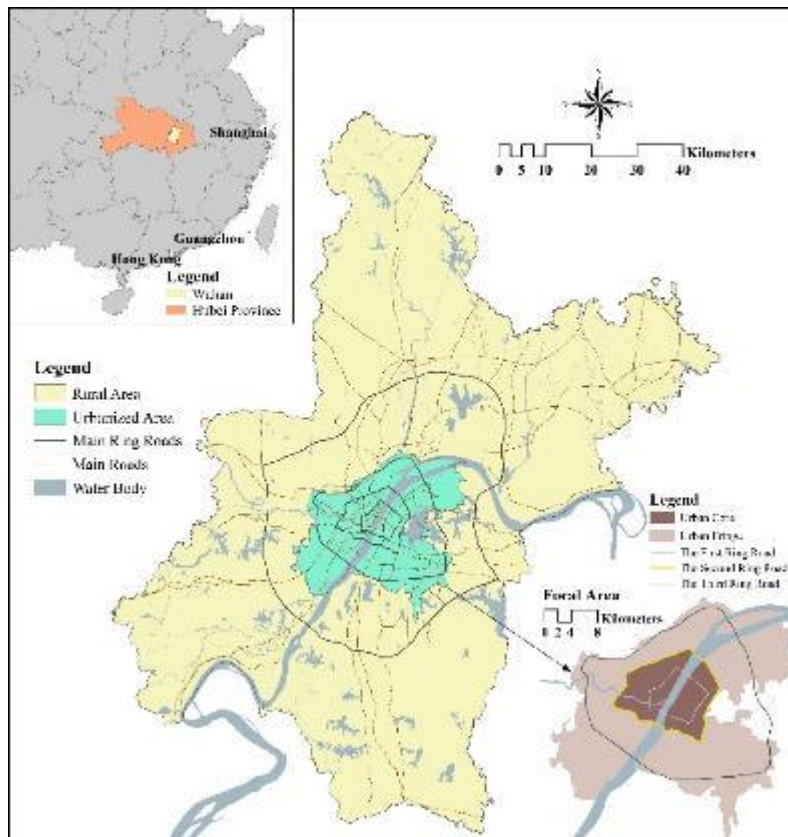 Shanghai
Guangzhou
Hong Kong
Legend
Wuhan
Hubei Province
Kilometers
0 5 10 20 30 40
Legend
Rural Area
Urbanized Area
Main Ring Roads
Main Roads
Water Body
Legend
Urban Core
Urban Fringe
The First Ring Road
The Second Ring Road
The Third Ring Road
Focal Area
Kilometers
0 2 4 8